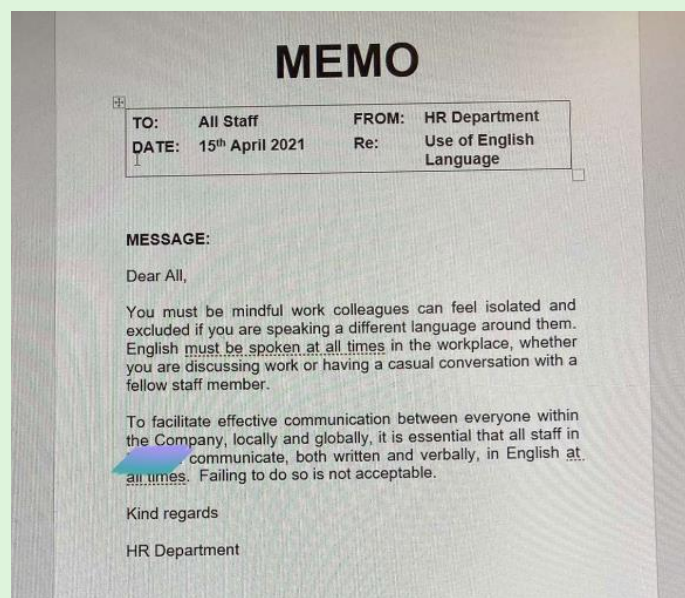 MEMO
TO: All Staff FROM: HR Department
DATE: 15th April 2021 Re: Use of English
Language
MESSAGE:
Dear All,
You must be mindful work colleagues can feel isolated and
excluded if you are speaking a different language around them.
English must be spoken at all times in the workplace, whether
you are discussing work or having a casual conversation with a
fellow staff member.
To facilitate effective communication between everyone within
the Company, locally and globally, it is essential that all staff in
communicate, both written and verbally, in English at
all times. Failing to do so is not acceptable.
Kind regards
HR Department